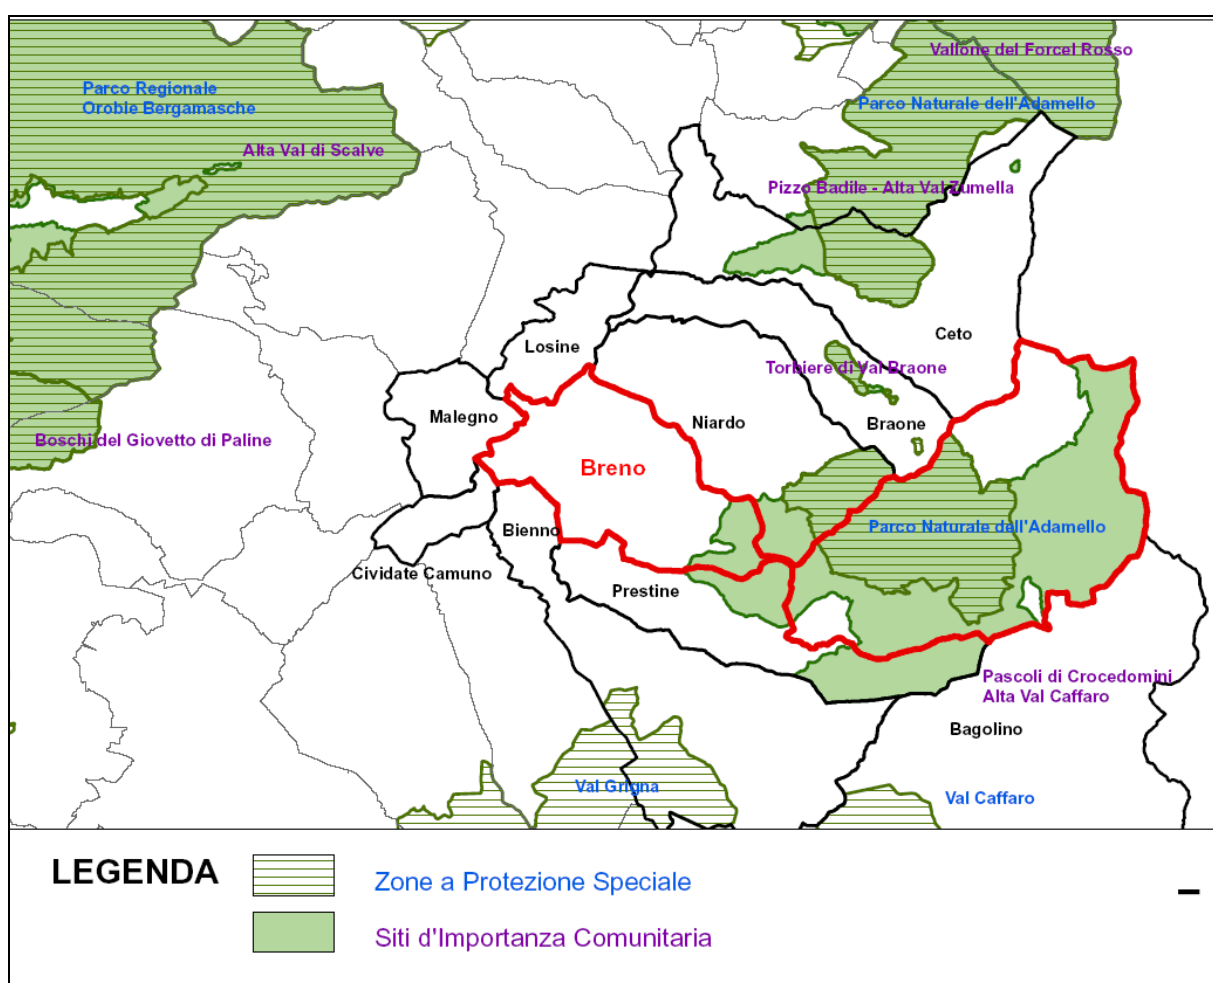 Vallone del Forcel Rosso
Parco Regionale
Orobie Bergamasche
Parco Naturale dell'Adamello
Alta Val di Scalve
Pizzo Badile - Alta Val Zumella
Ceto
Losine
Torbiere di Val Braone
Malegno
Niardo
Braone
Boschi del Giovetto di Paline
Breno
Parco Naturale dell'Adamello
Bienno
Cividate Camuno
Prestine
Pascoli di Crocedomini
Alta Val Caffaro
Bagolino
Val Grigna
Val Caffaro
LEGENDA
Zone a Protezione Speciale
Siti d'Importanza Comunitaria